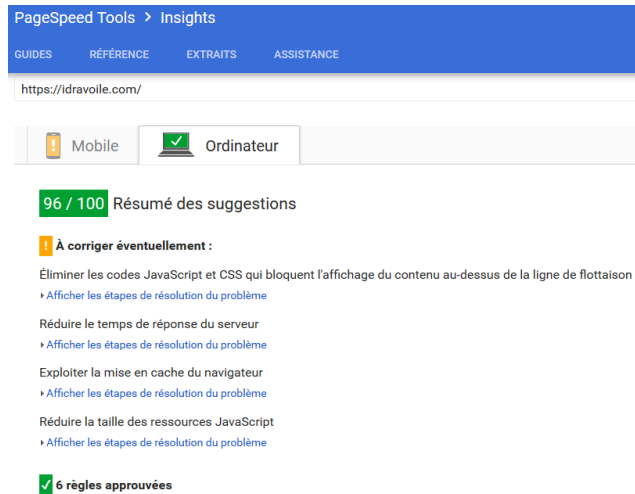 PageSpeed Tools > Insights
GUIDES RÉFÉRENCE EXTRAITS ASSISTANCE
https://idravoile.com/
Mobile Ordinateur
96 / 100 Résumé des suggestions
! À corriger éventuellement :
Éliminer les codes JavaScript et CSS qui bloquent l'affichage du contenu au-dessus de la ligne de flottaison
Afficher les étapes de résolution du problème
Réduire le temps de réponse du serveur
Afficher les étapes de résolution du problème
Exploiter la mise en cache du navigateur
Afficher les étapes de résolution du problème
Réduire la taille des ressources JavaScript
Afficher les étapes de résolution du problème
6 règles approuvées